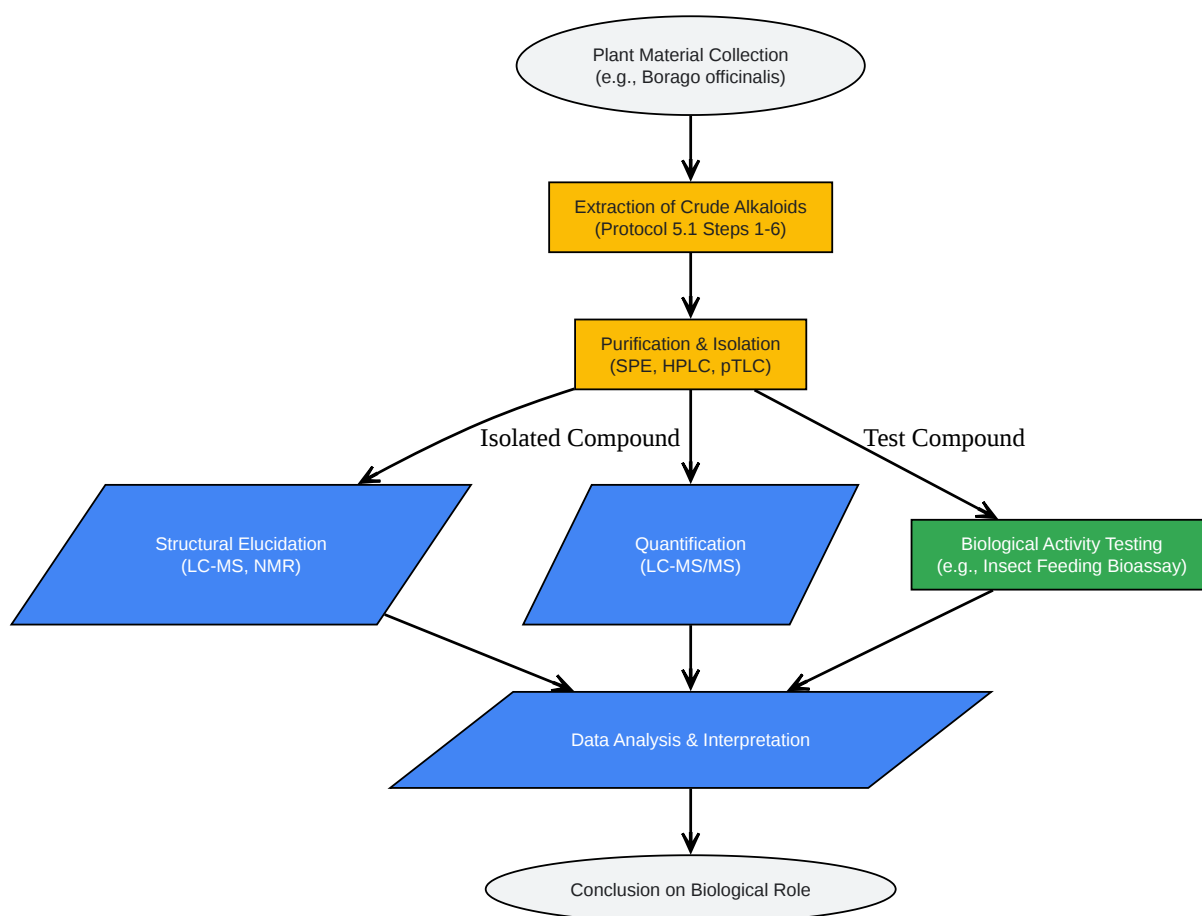 Plant Material Collection
(e.g., Borago officinalis)
Extraction of Crude Alkaloids
(Protocol 5.1 Steps 1-6)
Purification & Isolation
(SPE, HPLC, pTLC)
Isolated Compound
Test Compound
Structural Elucidation
(LC-MS, NMR)
Quantification
(LC-MS/MS)
Biological Activity Testing
(e.g., Insect Feeding Bioassay)
Data Analysis & Interpretation
Conclusion on Biological Role